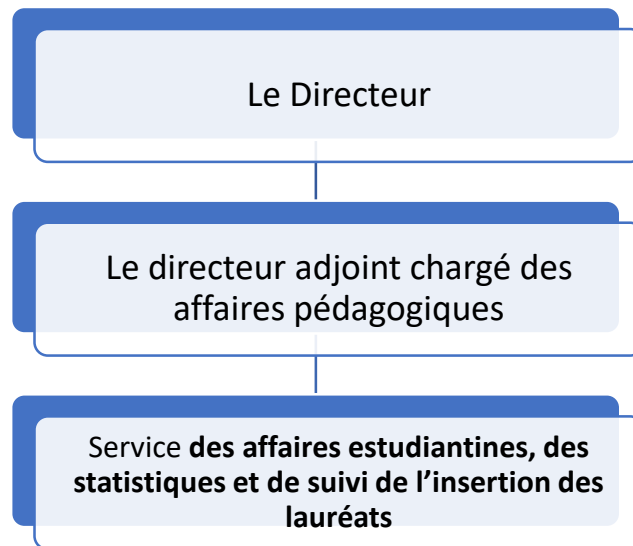 Le Directeur
Le directeur adjoint chargé des
affaires pédagogiques
Service des affaires estudiantines, des
statistiques et de suivi de l’insertion des
lauréats